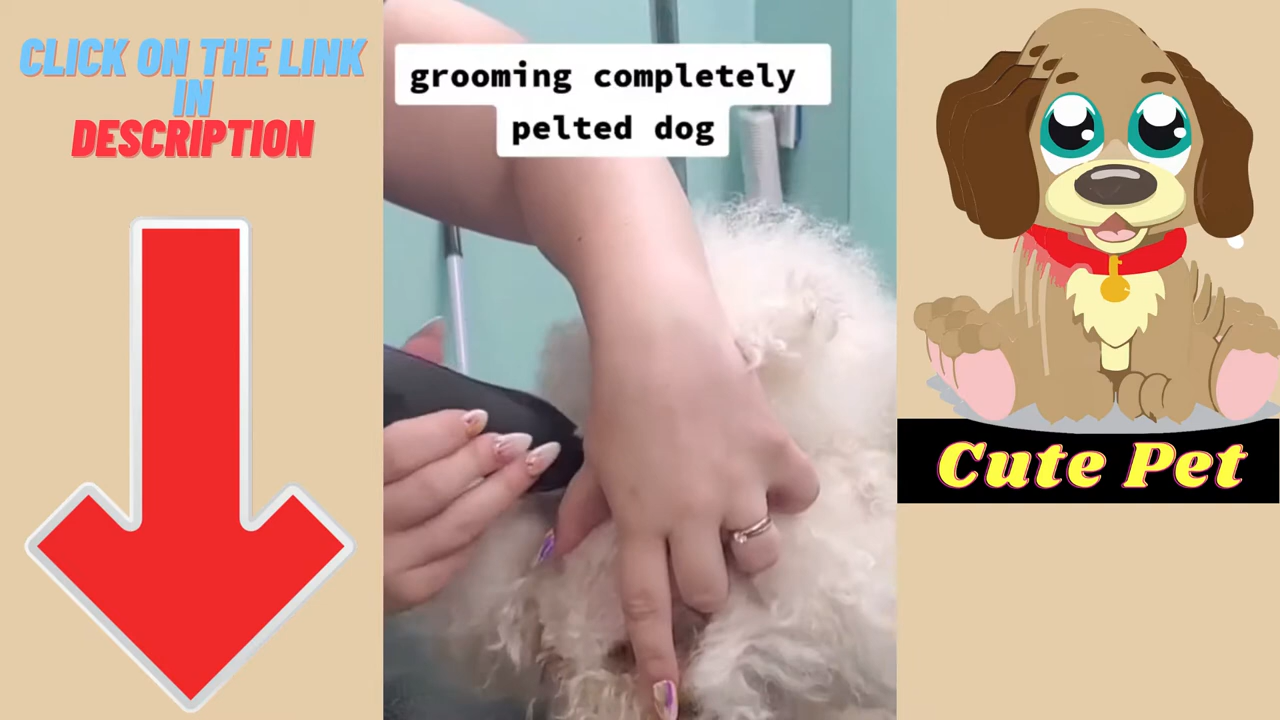 CLICK ON THE LINK
IN
DESCRIPTION
grooming completely
pelted dog
Cute Pet